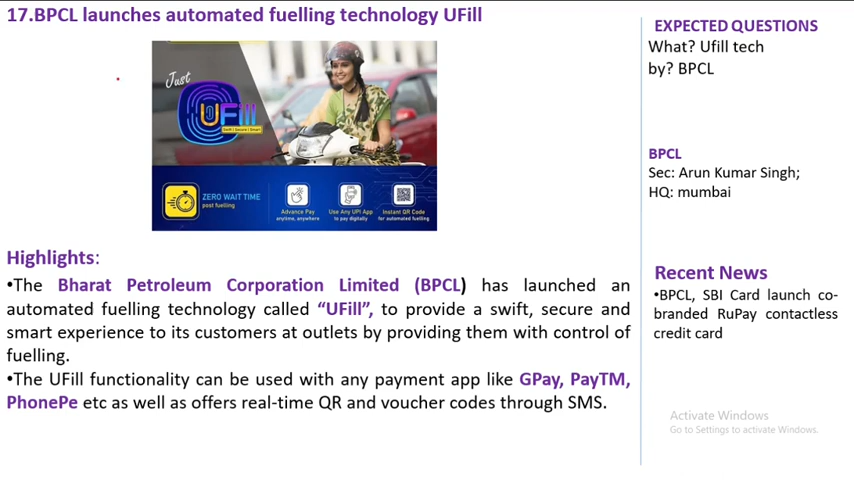 17.BPCL launches automated fuelling technology UFill
Just
UFill
Swift | Secure | Smart
ZERO WAIT TIME
post fuelling
Advance Pay
anytime, anywhere
Use Any UPI App
to pay digitally
Instant QR Code
for automated fuelling
Highlights:
•The Bharat Petroleum Corporation Limited (BPCL) has launched an
automated fuelling technology called “UFill”, to provide a swift, secure and
smart experience to its customers at outlets by providing them with control of
fuelling.
•The UFill functionality can be used with any payment app like GPay, PayTM,
PhonePe etc as well as offers real-time QR and voucher codes through SMS.
EXPECTED QUESTIONS
What? Ufill tech
by? BPCL
BPCL
Sec: Arun Kumar Singh;
HQ: mumbai
Recent News
•BPCL, SBI Card launch co-
branded RuPay contactless
credit card
Activate Windows
Go to Settings to activate Windows.